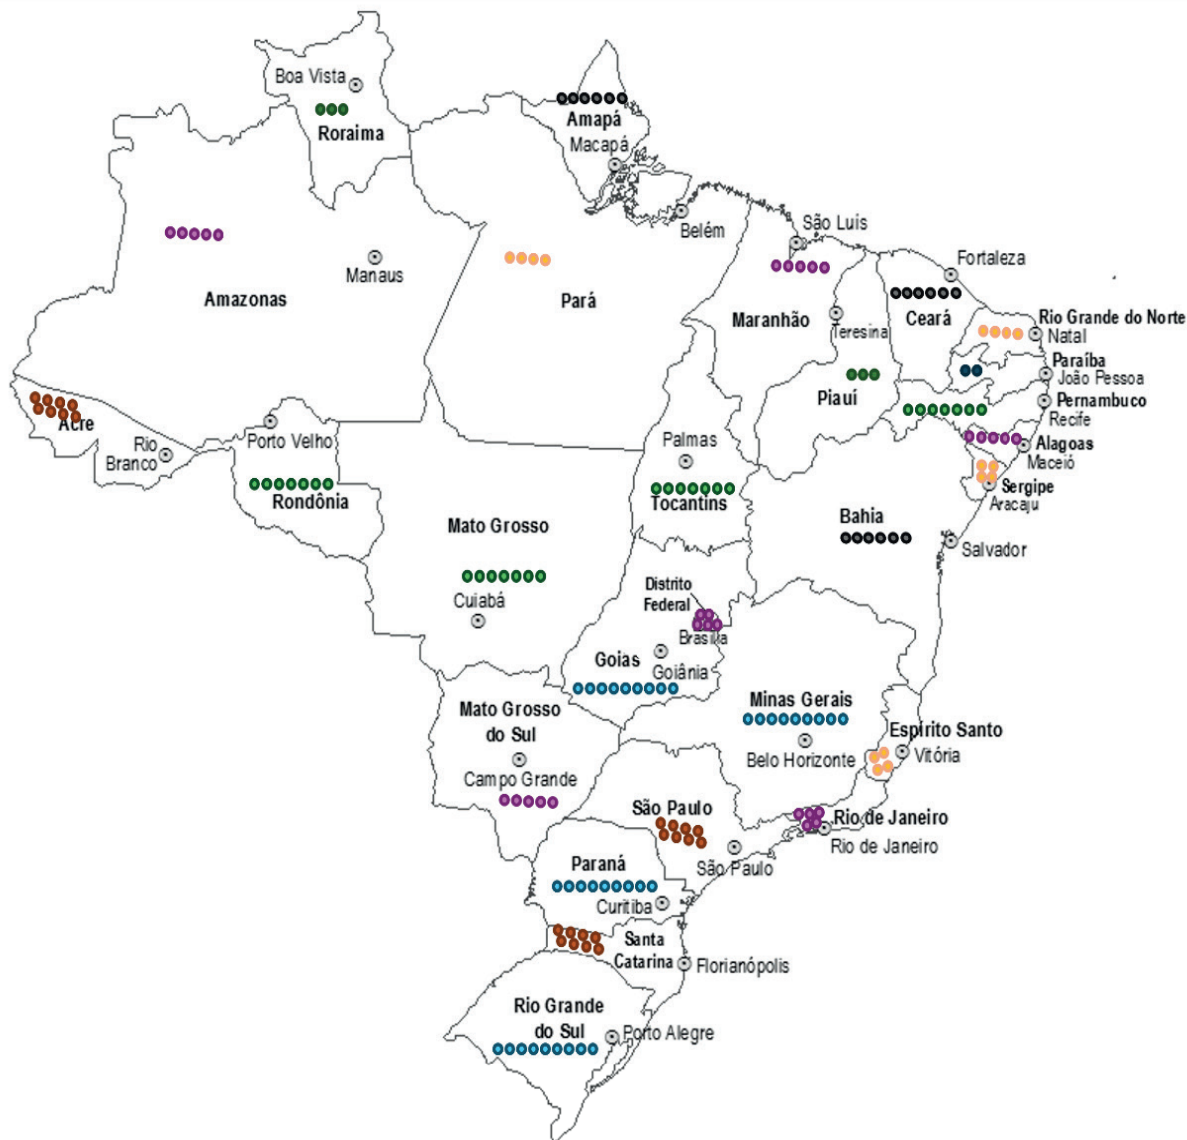 Boa Vista
Roraima
Amapá
Macapá
Belém
São Luis
Fortaleza
Manaus
Amazonas
Pará
Maranhão
Teresina
Ceará
Rio Grande do Norte
Natal
Paraíba
João Pessoa
Piauí
Pernambuco
Recife
Acre
Rio
Branco
Porto Velho
Rondônia
Palmas
Tocantins
Alagoas
Maceió
Sergipe
Aracaju
Mato Grosso
Cuiabá
Bahia
Salvador
Distrito
Federal
Brasília
Goias
Goiânia
Mato Grosso
do Sul
Campo Grande
Minas Gerais
Belo Horizonte
Espírito Santo
Vitória
São Paulo
São Paulo
Rio de Janeiro
Rio de Janeiro
Paraná
Curitiba
Santa
Catarina
Florianópolis
Rio Grande
do Sul
Porto Alegre